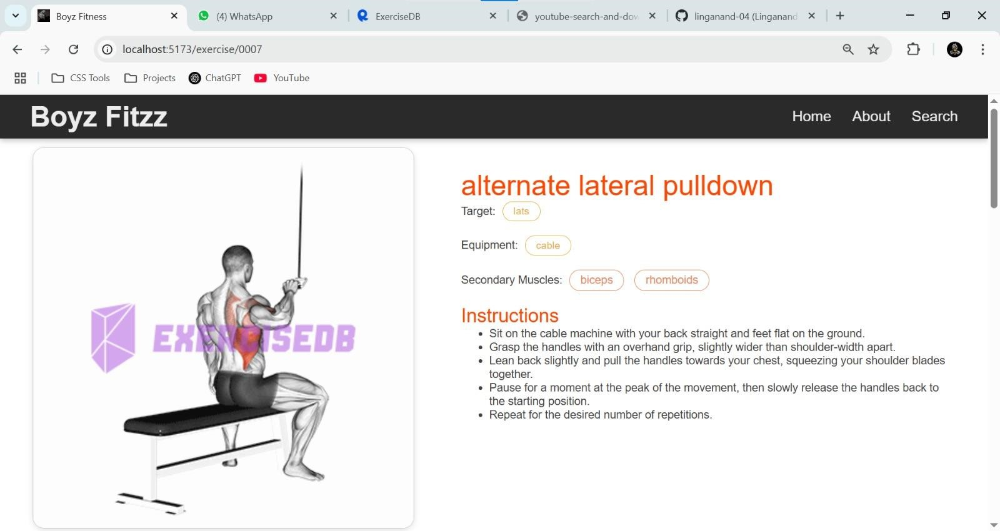 Boyz Fitness
(4) WhatsApp
ExerciseDB
youtube-search-and-dow
linganand-04 (Linganand
localhost:5173/exercise/0007
CSS Tools
Projects
ChatGPT
YouTube
Boyz Fitzz
Home
About
Search
EXERCISEDB
alternate lateral pulldown
Target: lats
Equipment: cable
Secondary Muscles: biceps rhomboids
Instructions
Sit on the cable machine with your back straight and feet flat on the ground.
Grasp the handles with an overhand grip, slightly wider than shoulder-width apart.
Lean back slightly and pull the handles towards your chest, squeezing your shoulder blades
together.
Pause for a moment at the peak of the movement, then slowly release the handles back to
the starting position.
Repeat for the desired number of repetitions.